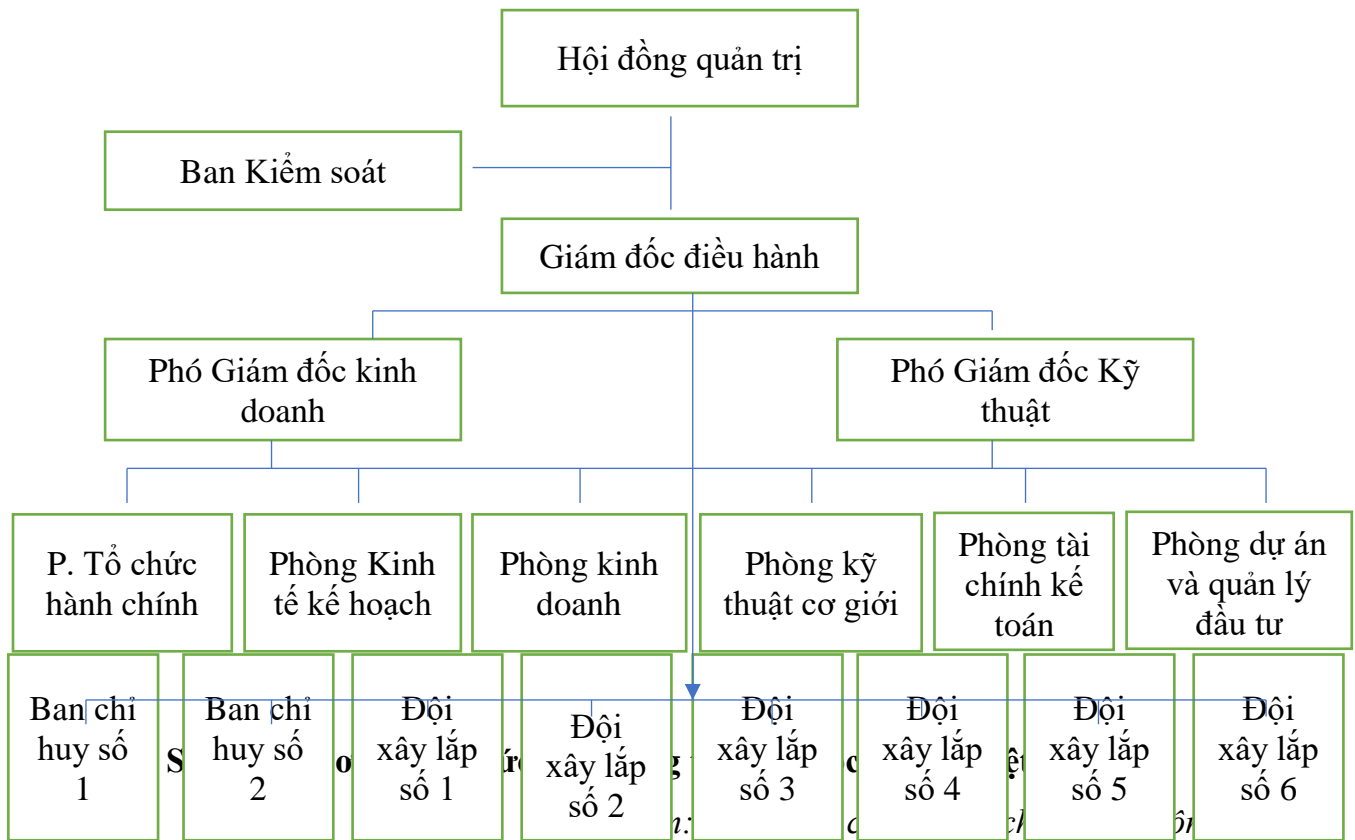 Hội đồng quản trị
Ban Kiểm soát
Giám đốc điều hành
Phó Giám đốc kinh
doanh
Phó Giám đốc Kỹ
thuật
P. Tổ chức
hành chính
Phòng Kinh
tế kế hoạch
Phòng kinh
doanh
Phòng kỹ
thuật cơ giới
Phòng tài
chính kế
toán
Phòng dự án
và quản lý
đầu tư
Ban chỉ
huy số
1
Ban chỉ
huy số
2
Đội
xây lắp
số 1
Đội
xây lắp
số 2
Đội
xây lắp
số 3
Đội
xây lắp
số 4
Đội
xây lắp
số 5
Đội
xây lắp
số 6